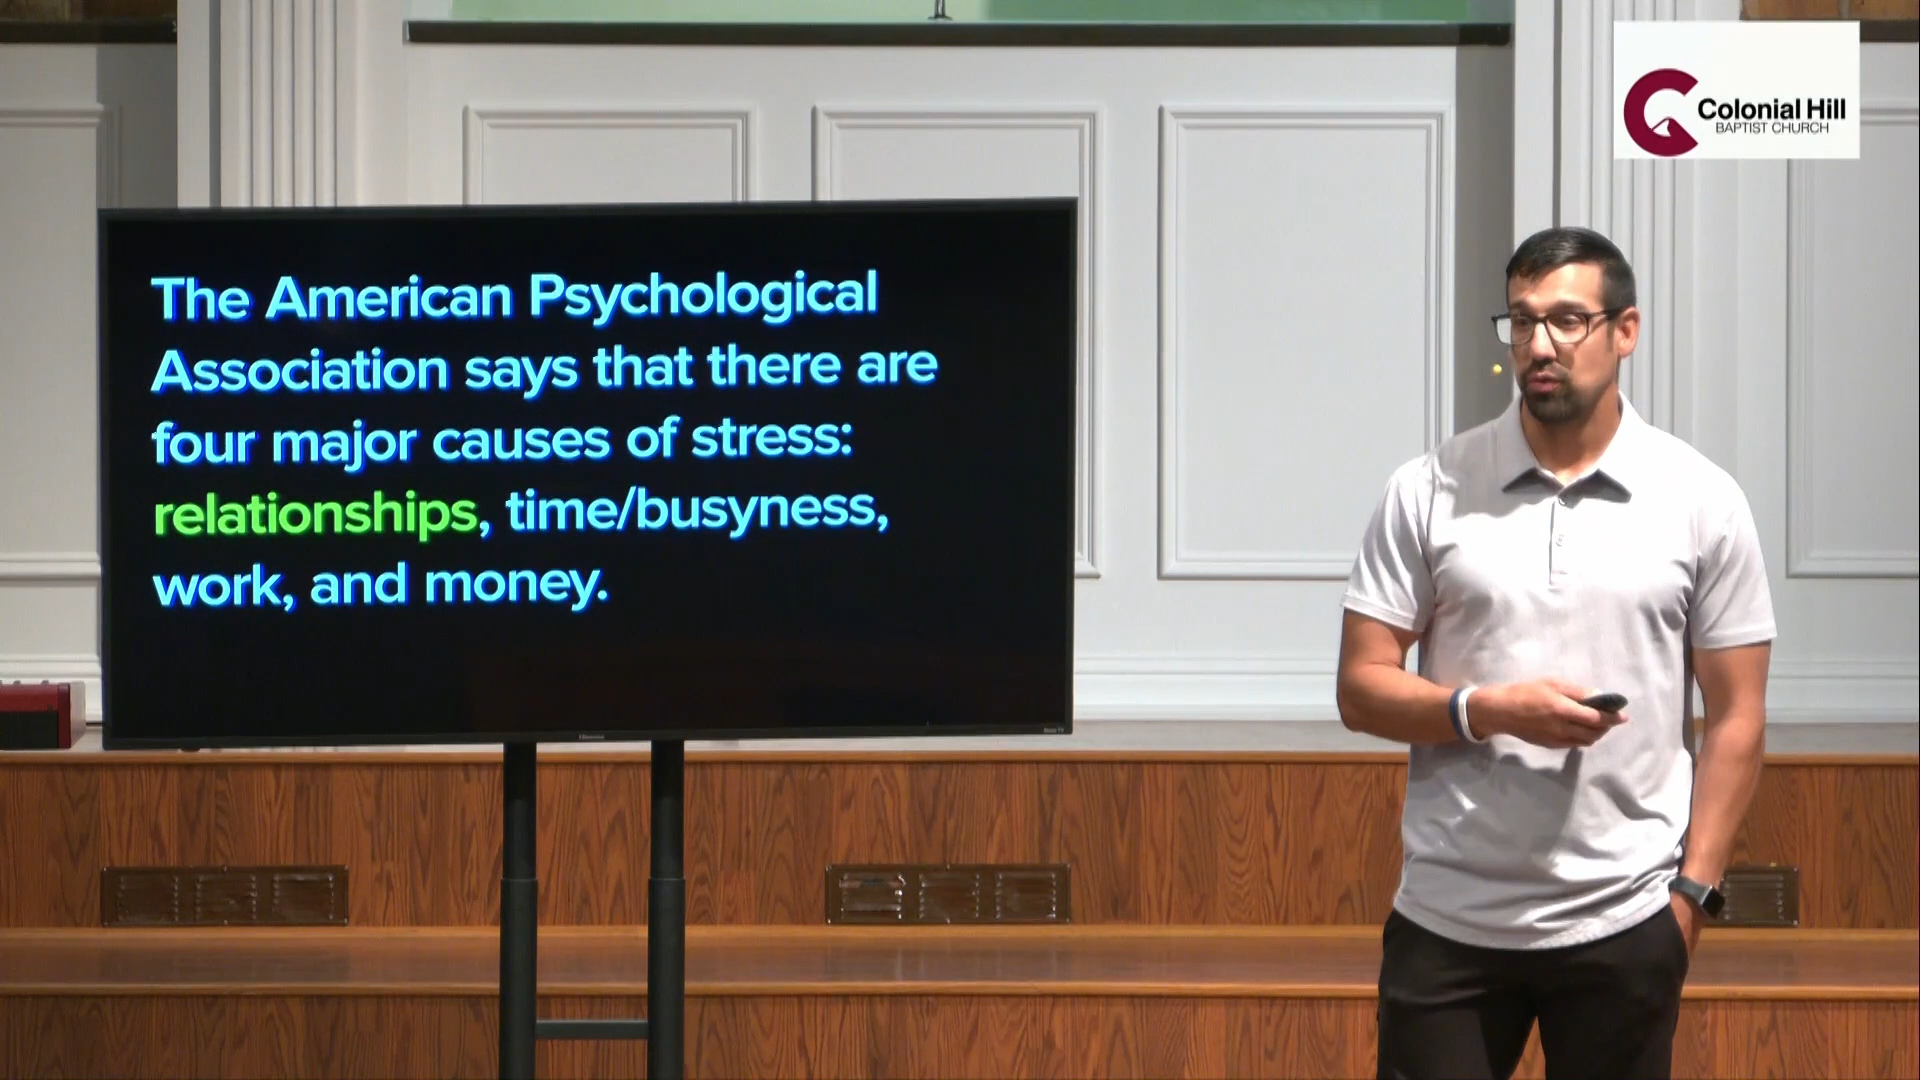 The American Psychological
Association says that there are
four major causes of stress:
relationships, time/busyness,
work, and money.
Colonial Hill
BAPTIST CHURCH